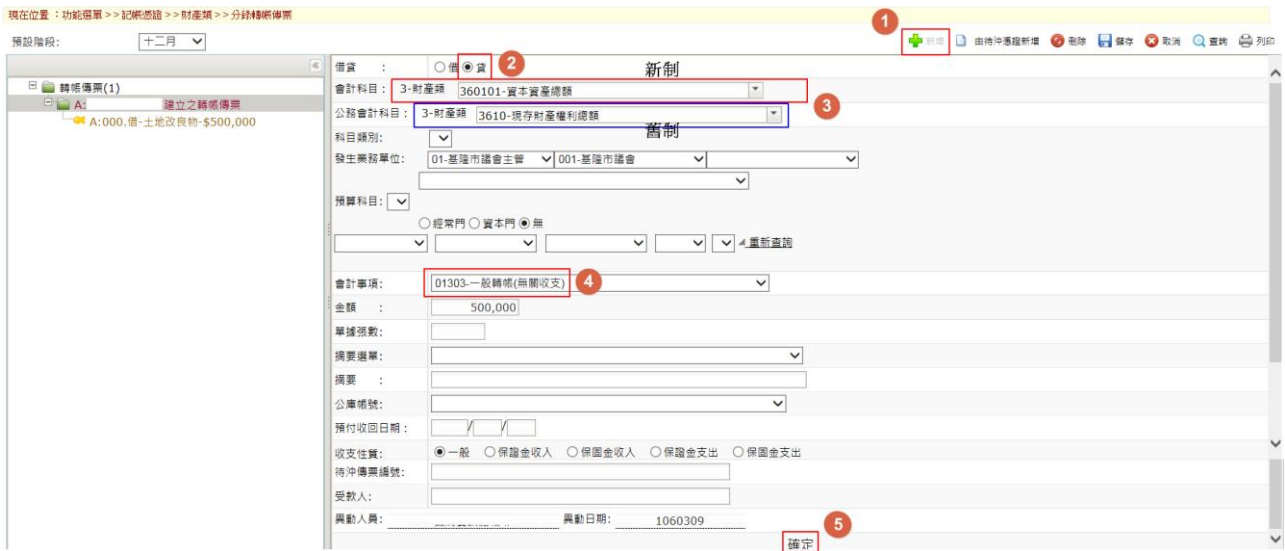 現在位置 ：功能選單>>記帳憑證>>財產類>>分錄轉帳傳票
1
預設階段： 十二月
新增 由待沖憑證新增 刪除 儲存 取消 查詢 列印
轉帳傳票(1)
A: 建立之轉帳傳票
A:000.借-土地改良物-$500,000
借貸 ： 借 貸 2 新制
會計科目： 3-財產類 360101-資本資產總額
3
公務會計科目： 3-財產類 3610-現存財產權利總額
舊制
科目類別:
發生業務單位: 01-基隆市議會主管 001-基隆市議會
預算科目:
經常門 資本門 無
重新查詢
會計事項: 01303-一般轉帳(無關收支) 4
金額 : 500,000
單據張數:
摘要選單:
摘要 :
公庫帳號:
預付收回日期： / /
收支性質: 一般 保證金收入 保固金收入 保證金支出 保固金支出
待沖傳票編號:
受款人:
異動人員: 異動日期: 1060309
5
確定